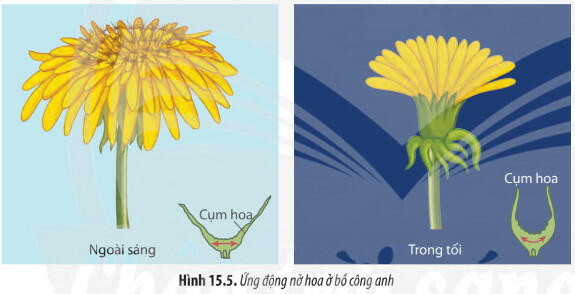 Cụm hoa
Ngoài sáng
Cụm hoa
Trong tối
Hình 15.5. Ứng động nở hoa ở bồ công anh